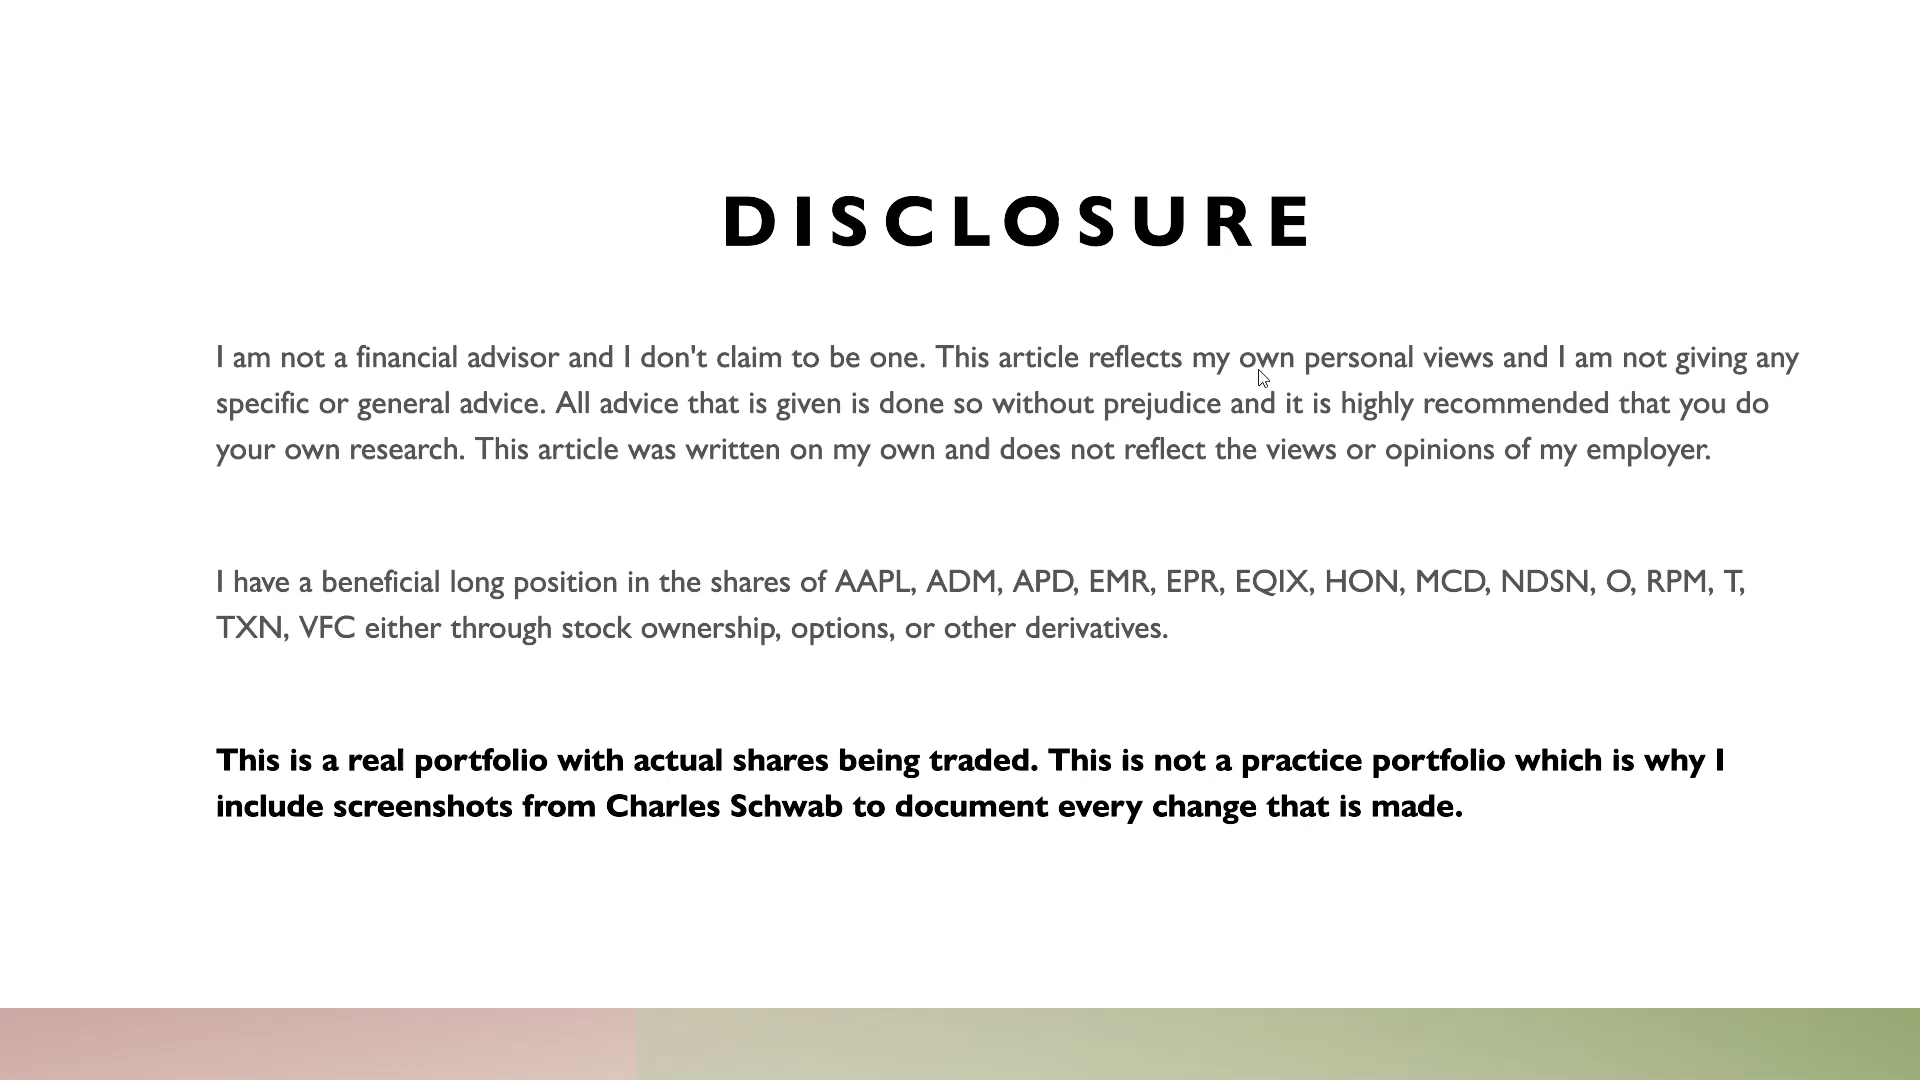 DISCLOSURE
I am not a financial advisor and I don't claim to be one. This article reflects my own personal views and I am not giving any
specific or general advice. All advice that is given is done so without prejudice and it is highly recommended that you do
your own research. This article was written on my own and does not reflect the views or opinions of my employer.
I have a beneficial long position in the shares of AAPL, ADM, APD, EMR, EPR, EQIX, HON, MCD, NDSN, O, RPM, T,
TXN, VFC either through stock ownership, options, or other derivatives.
This is a real portfolio with actual shares being traded. This is not a practice portfolio which is why I
include screenshots from Charles Schwab to document every change that is made.